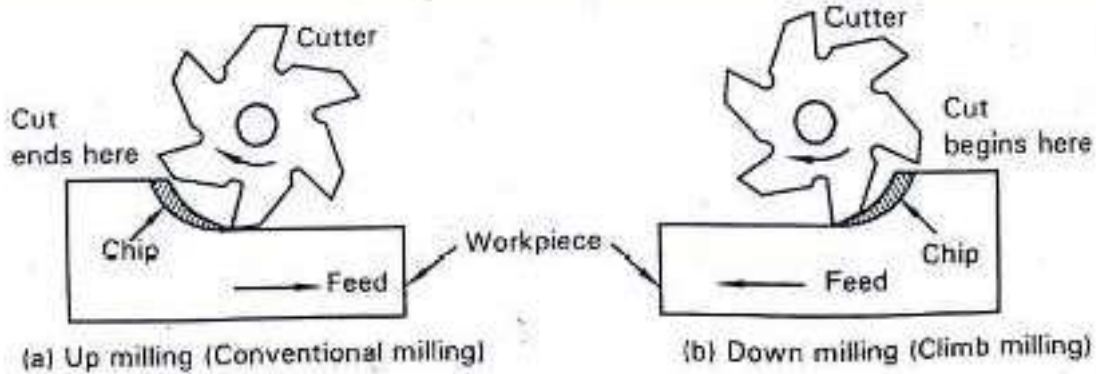 Cutter
Cut
ends here
Chip
Feed
(a) Up milling (Conventional milling)
Workpiece
Cutter
Cut
begins here
Chip
Feed
(b) Down milling (Climb milling)